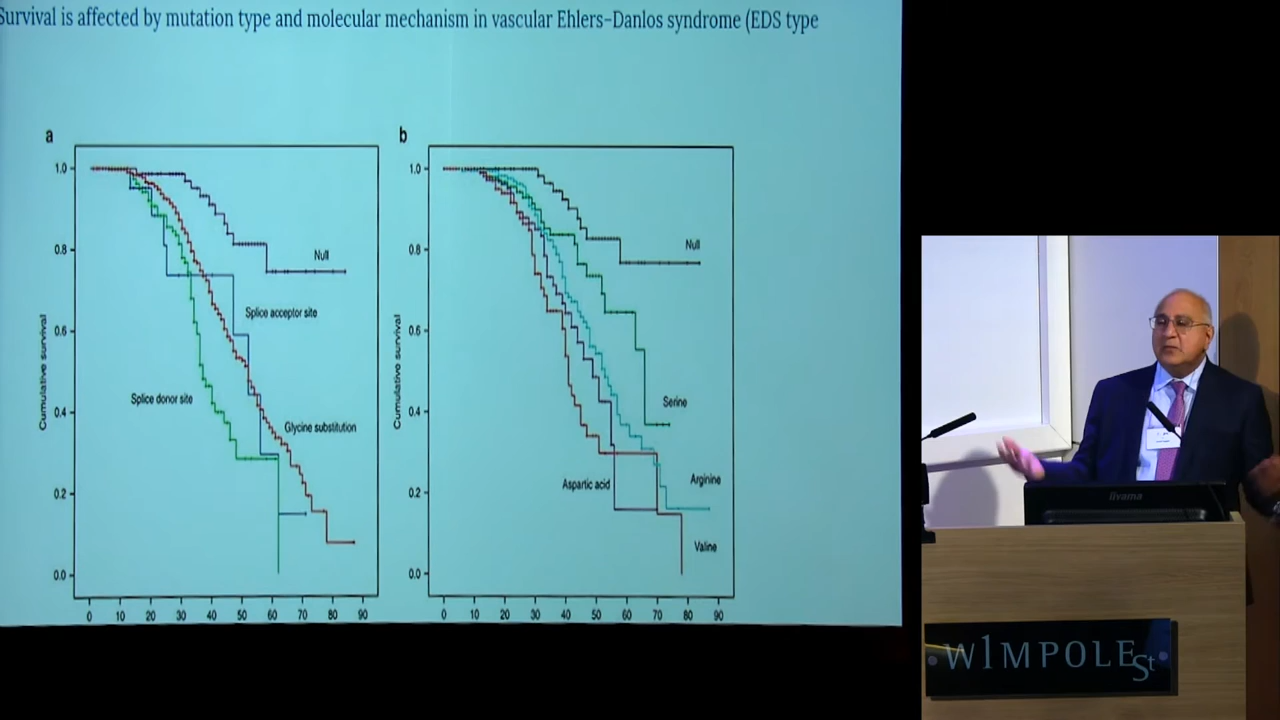 Survival is affected by mutation type and molecular mechanism in vascular Ehlers–Danlos syndrome (EDS type
a
Cumulative survival
1.0
0.8
0.6
0.4
0.2
0.0
Null
Splice acceptor site
Splice donor site
Glycine substitution
0 10 20 30 40 50 60 70 80 90
b
Cumulative survival
1.0
0.8
0.6
0.4
0.2
0.0
Null
Serine
Aspartic acid
Arginine
Valine
0 10 20 30 40 50 60 70 80 90
iiyama
W1MPOLE St